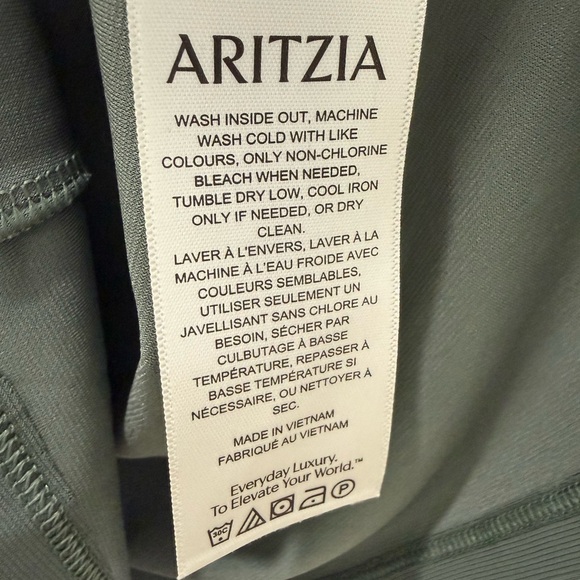 ARITZIA
WASH INSIDE OUT, MACHINE
WASH COLD WITH LIKE
COLOURS, ONLY NON-CHLORINE
BLEACH WHEN NEEDED,
TUMBLE DRY LOW, COOL IRON
ONLY IF NEEDED, OR DRY
CLEAN.
LAVER À L'ENVERS, LAVER À LA
MACHINE À L'EAU FROIDE AVEC
COULEURS SEMBLABLES,
UTILISER SEULEMENT UN
JAVELLISANT SANS CHLORE AU
BESOIN, SÉCHER PAR
CULBUTAGE À BASSE
TEMPÉRATURE, REPASSER À
BASSE TEMPÉRATURE SI
NÉCESSAIRE, OU NETTOYER À
SEC.
MADE IN VIETNAM
FABRIQUÉ AU VIETNAM
Everyday Luxury.
To Elevate Your World.™
30C P